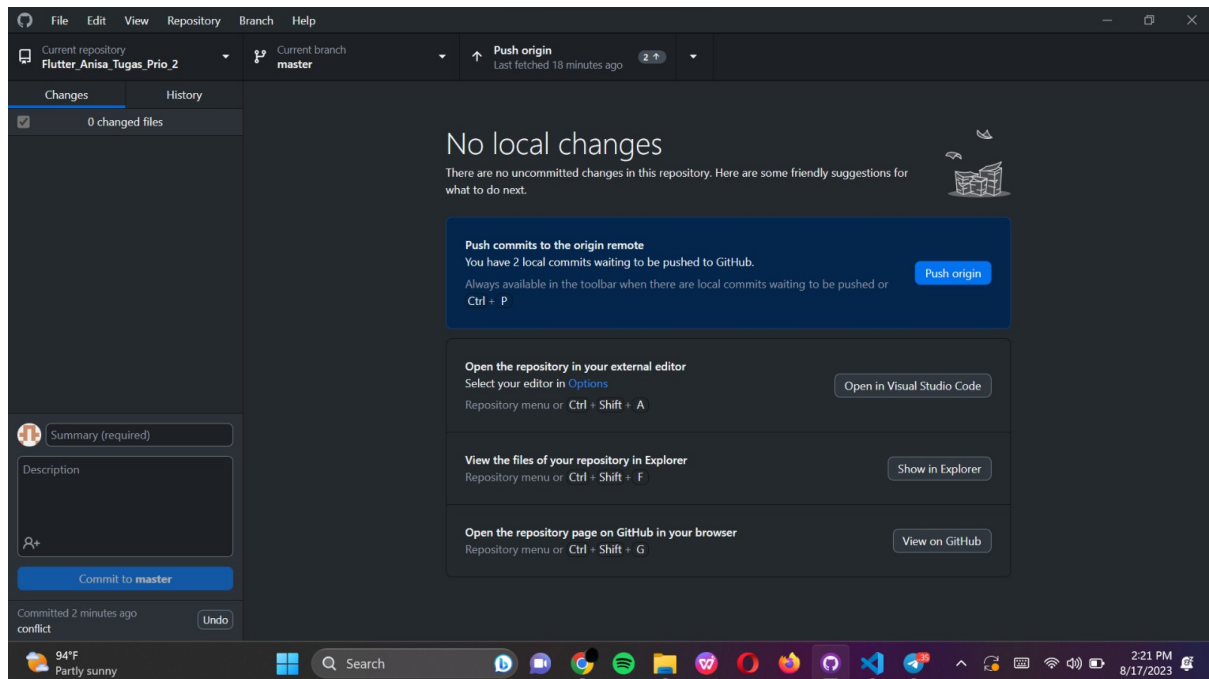 File Edit View Repository Branch Help
Current repository
Flutter_Anisa_Tugas_Prio_2
Current branch
master
Push origin
Last fetched 18 minutes ago
2
Changes History
0 changed files
No local changes
There are no uncommitted changes in this repository. Here are some friendly suggestions for
what to do next.
Push commits to the origin remote
You have 2 local commits waiting to be pushed to GitHub.
Always available in the toolbar when there are local commits waiting to be pushed or
Ctrl + P
Push origin
Open the repository in your external editor
Select your editor in Options
Repository menu or Ctrl + Shift + A
Open in Visual Studio Code
View the files of your repository in Explorer
Repository menu or Ctrl + Shift + F
Show in Explorer
Open the repository page on GitHub in your browser
Repository menu or Ctrl + Shift + G
View on GitHub
Summary (required)
Description
Commit to master
Committed 2 minutes ago
conflict
Undo
94°F
Partly sunny
Search
2:21 PM
8/17/2023